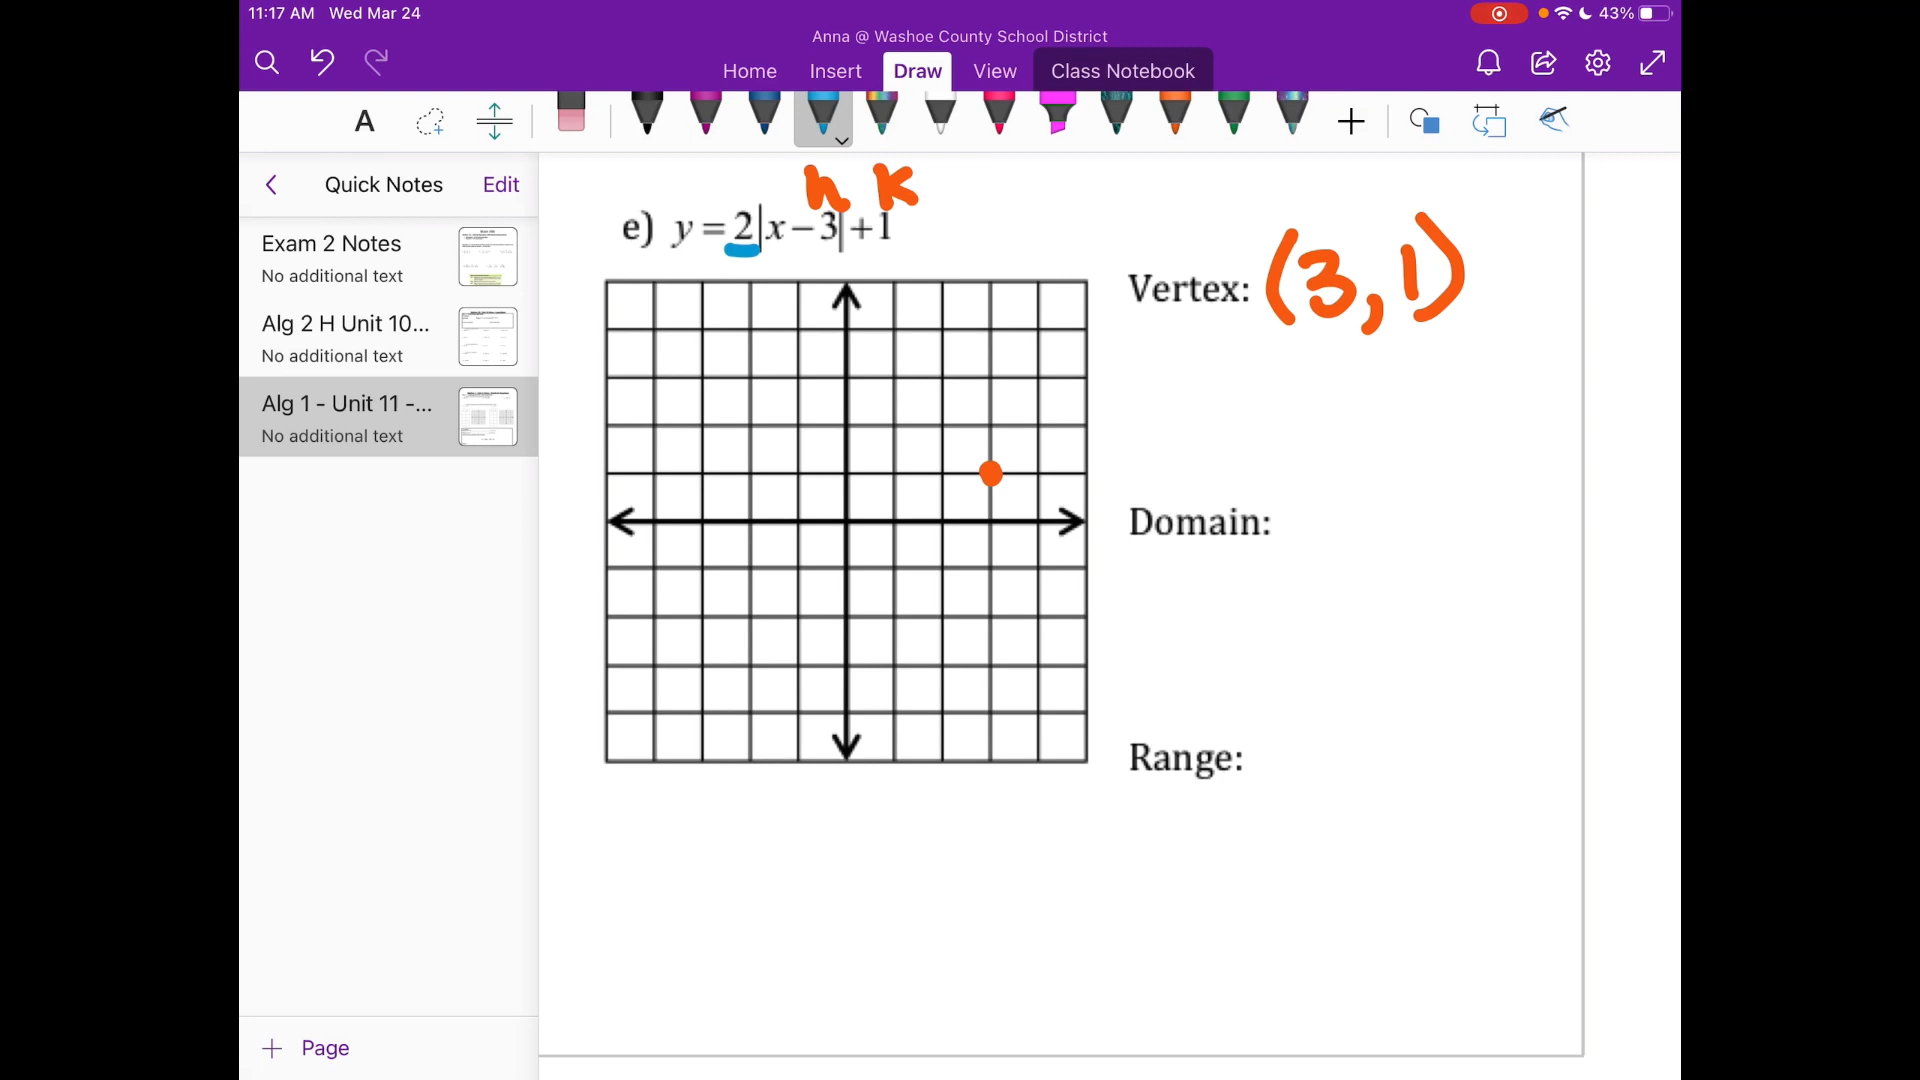 11:17 AM Wed Mar 24
43%
Anna @ Washoe County School District
Home Insert Draw View Class Notebook
A
Quick Notes Edit
Exam 2 Notes
No additional text
Alg 2 H Unit 10...
No additional text
Alg 1 - Unit 11 -...
No additional text
+ Page
h, k
e) y = 2|x − 3| + 1
Vertex: (3, 1)
Domain:
Range: